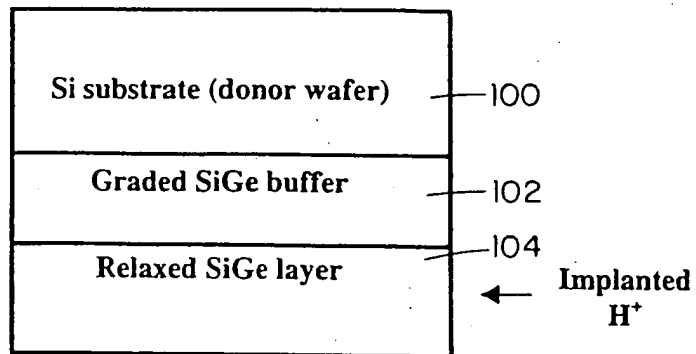 Si substrate (donor wafer)
100
Graded SiGe buffer
102
104
Relaxed SiGe layer
Implanted
H⁺